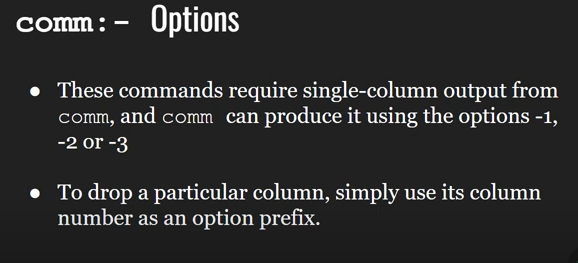 comm:- Options
● These commands require single-column output from
comm, and comm can produce it using the options -1,
-2 or -3
● To drop a particular column, simply use its column
number as an option prefix.